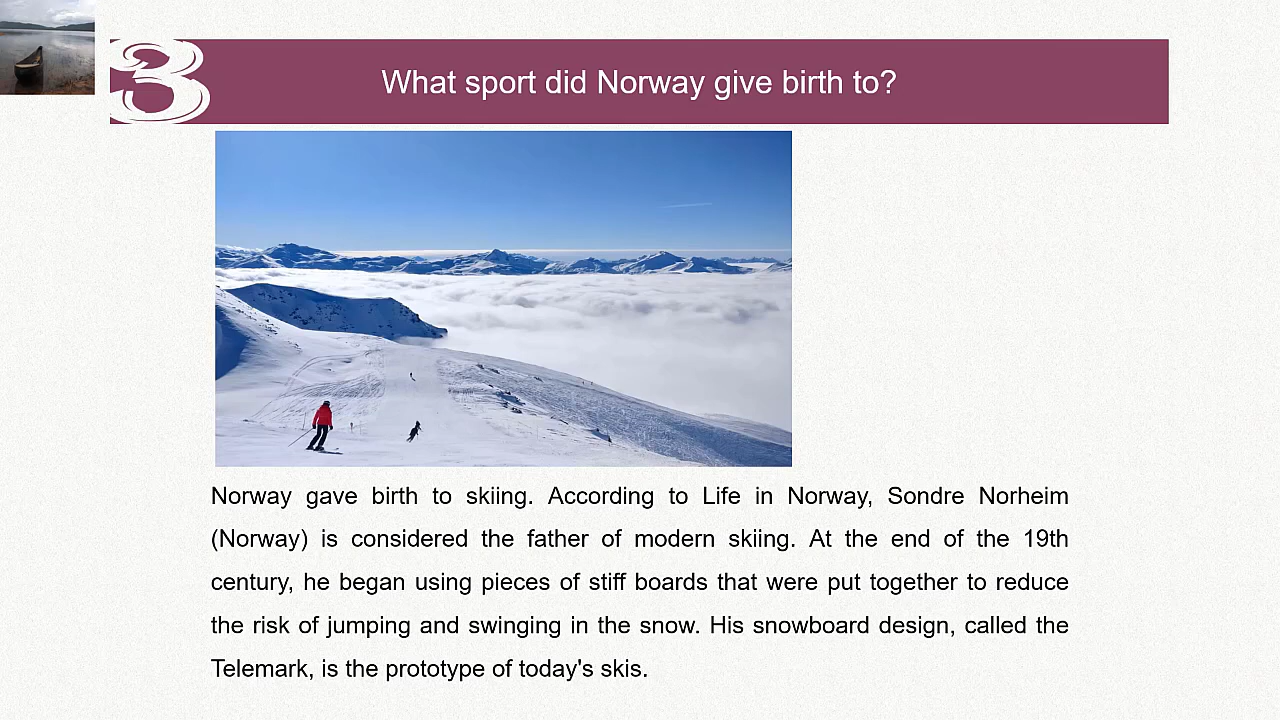 3
What sport did Norway give birth to?
Norway gave birth to skiing. According to Life in Norway, Sondre Norheim
(Norway) is considered the father of modern skiing. At the end of the 19th
century, he began using pieces of stiff boards that were put together to reduce
the risk of jumping and swinging in the snow. His snowboard design, called the
Telemark, is the prototype of today's skis.